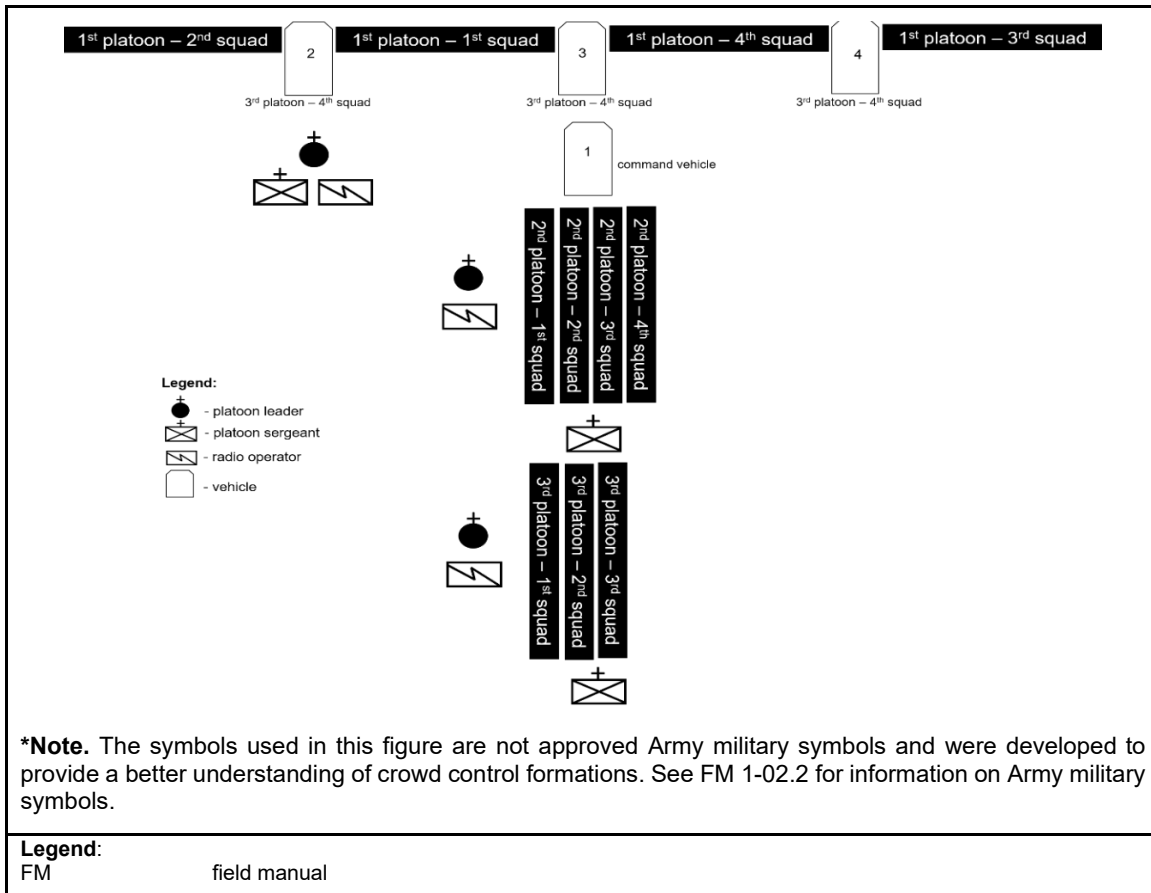 1st platoon – 2nd squad
2
1st platoon – 1st squad
3
1st platoon – 4th squad
4
1st platoon – 3rd squad
3rd platoon – 4th squad
3rd platoon – 4th squad
3rd platoon – 4th squad
1
command vehicle
2nd platoon – 1st squad
2nd platoon – 2nd squad
2nd platoon – 3rd squad
2nd platoon – 4th squad
Legend:
- platoon leader
- platoon sergeant
- radio operator
- vehicle
3rd platoon – 1st squad
3rd platoon – 2nd squad
3rd platoon – 3rd squad
*Note. The symbols used in this figure are not approved Army military symbols and were developed to
provide a better understanding of crowd control formations. See FM 1-02.2 for information on Army military
symbols.
Legend:
FM field manual